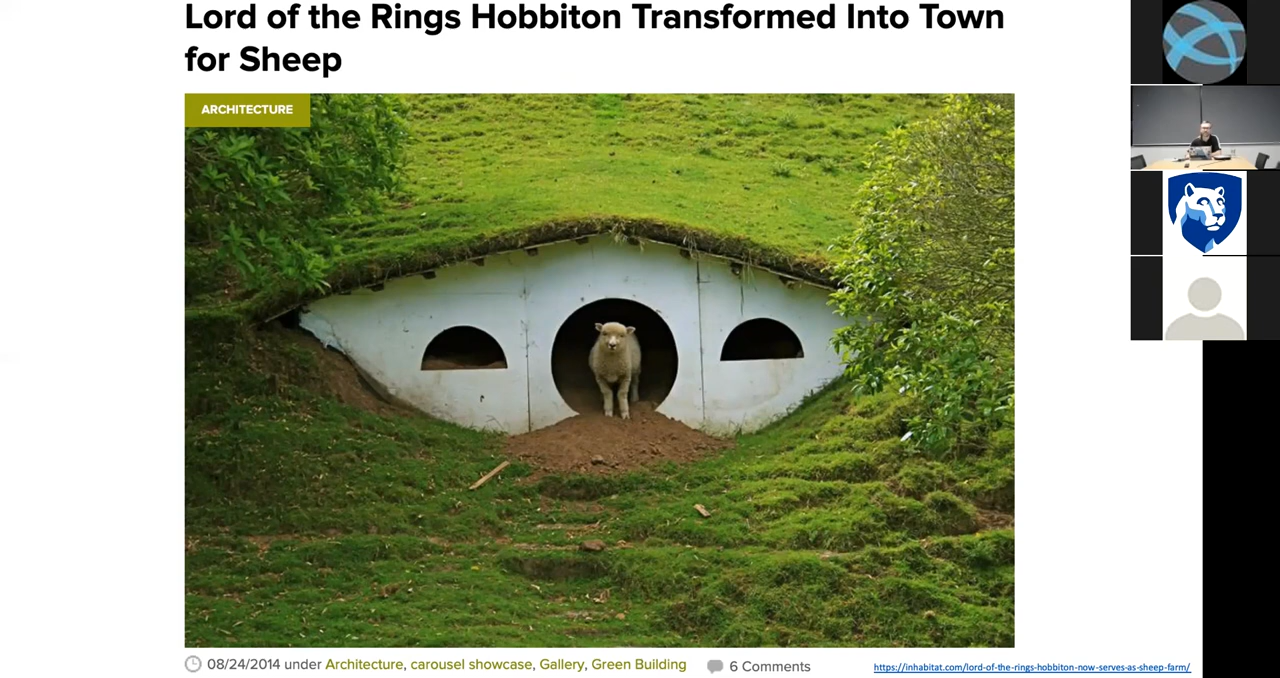 Lord of the Rings Hobbiton Transformed Into Town
for Sheep
ARCHITECTURE
08/24/2014 under Architecture, carousel showcase, Gallery, Green Building
6 Comments
https://inhabitat.com/lord-of-the-rings-hobbiton-now-serves-as-sheep-farm/